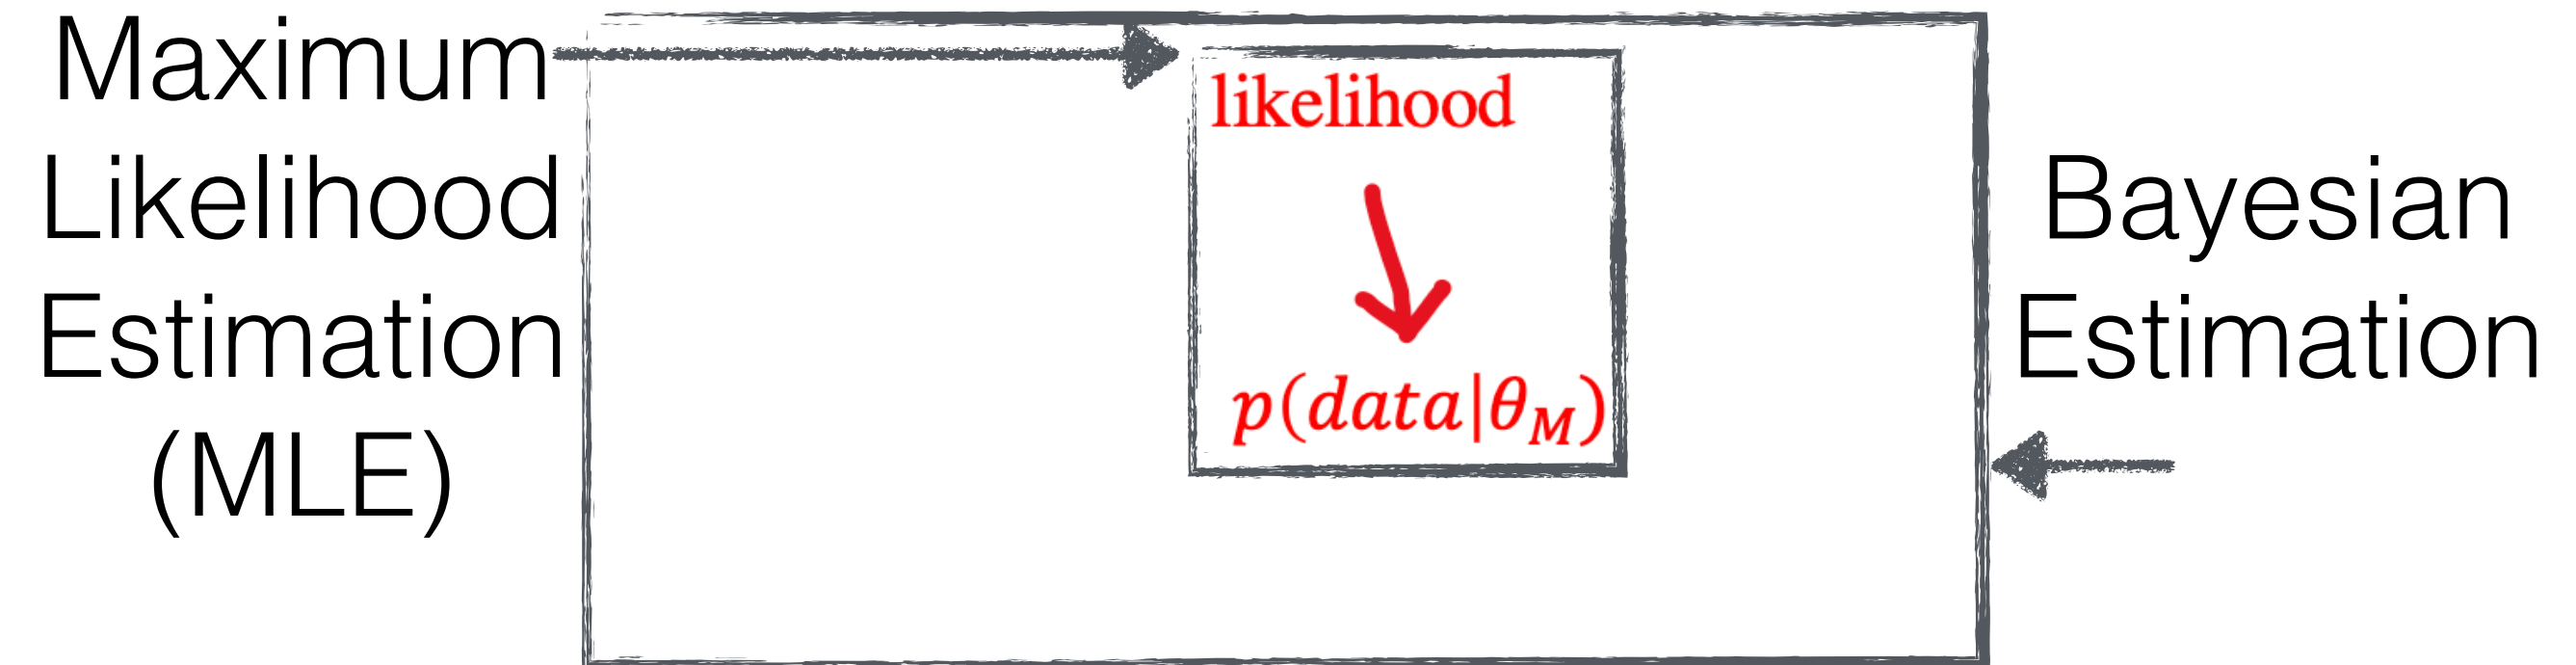 Maximum
Likelihood
Estimation
(MLE)
likelihood
p(data|θ_M)
Bayesian
Estimation